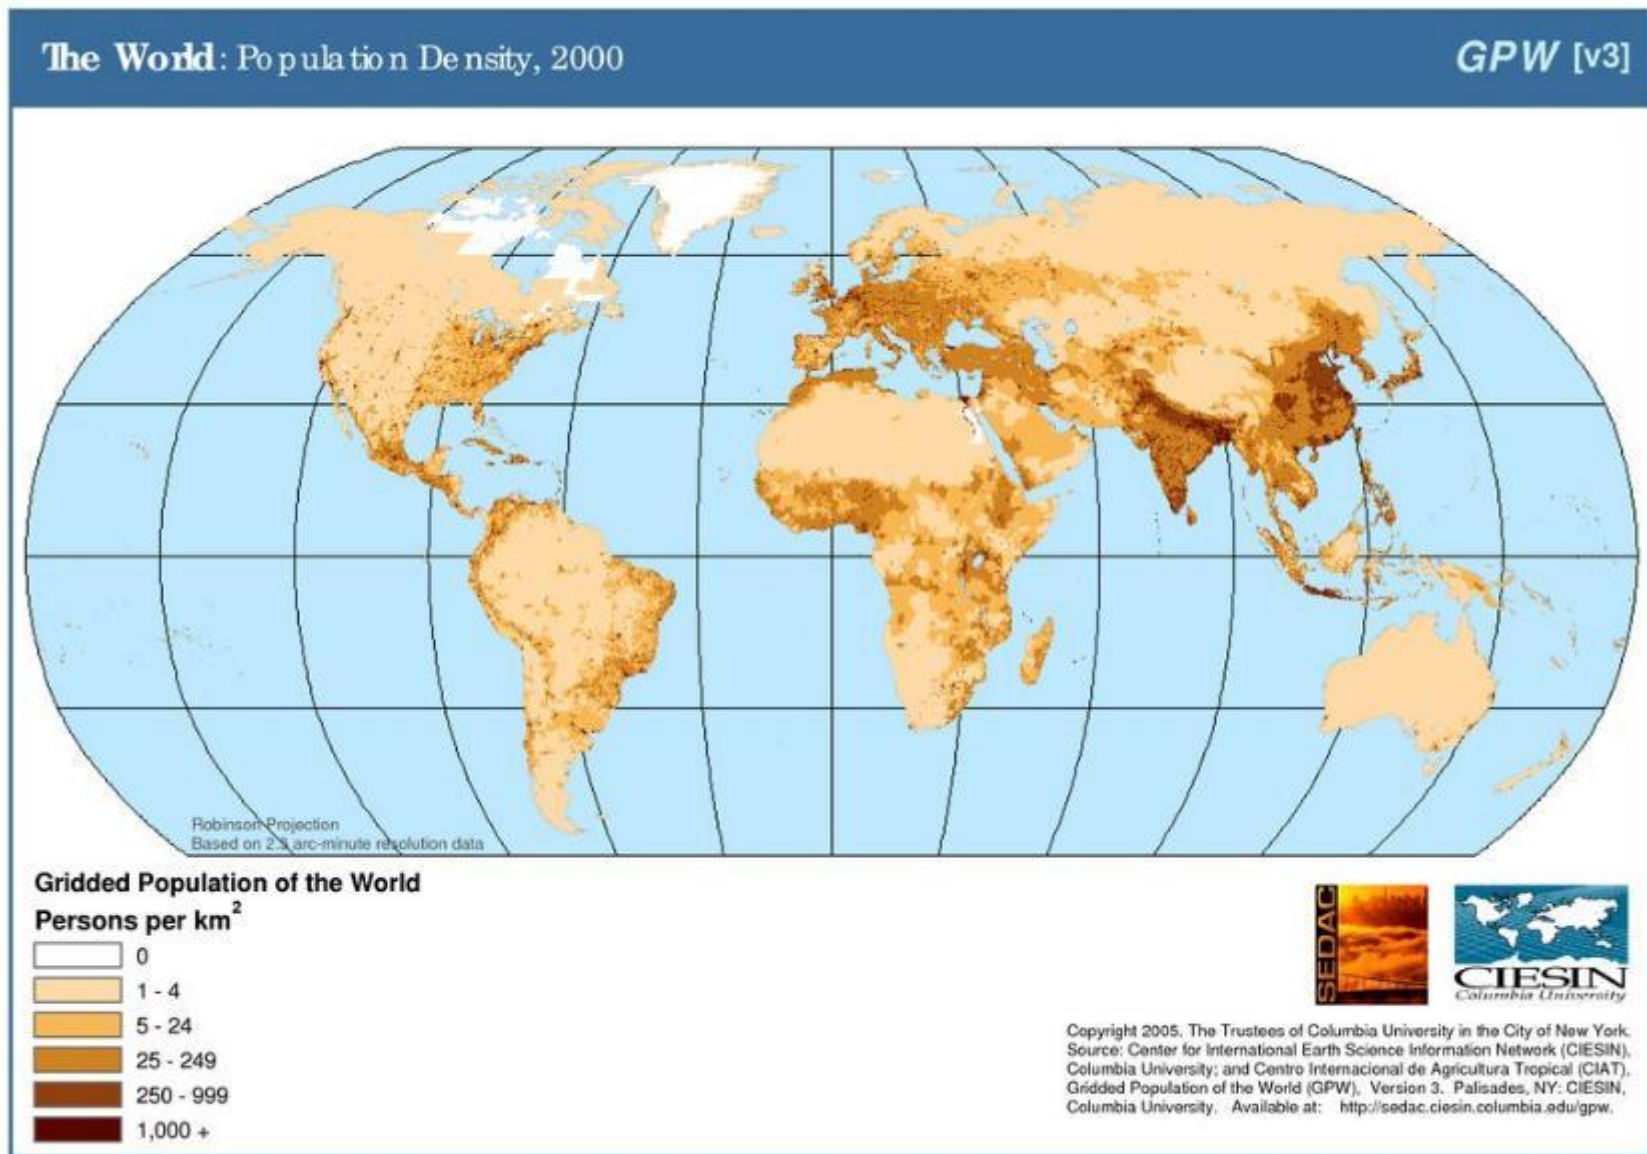 The World: Population Density, 2000
GPW [v3]
Robinson Projection
Based on 2.5 arc-minute resolution data
Gridded Population of the World
Persons per km2
0
1 - 4
5 - 24
25 - 249
250 - 999
1,000 +
SEDAC
CIESIN
Columbia University
Copyright 2005. The Trustees of Columbia University in the City of New York.
Source: Center for International Earth Science Information Network (CIESIN),
Columbia University; and Centro Internacional de Agricultura Tropical (CIAT),
Gridded Population of the World (GPW), Version 3. Palisades, NY: CIESIN,
Columbia University. Available at: http://sedac.ciesin.columbia.edu/gpw.